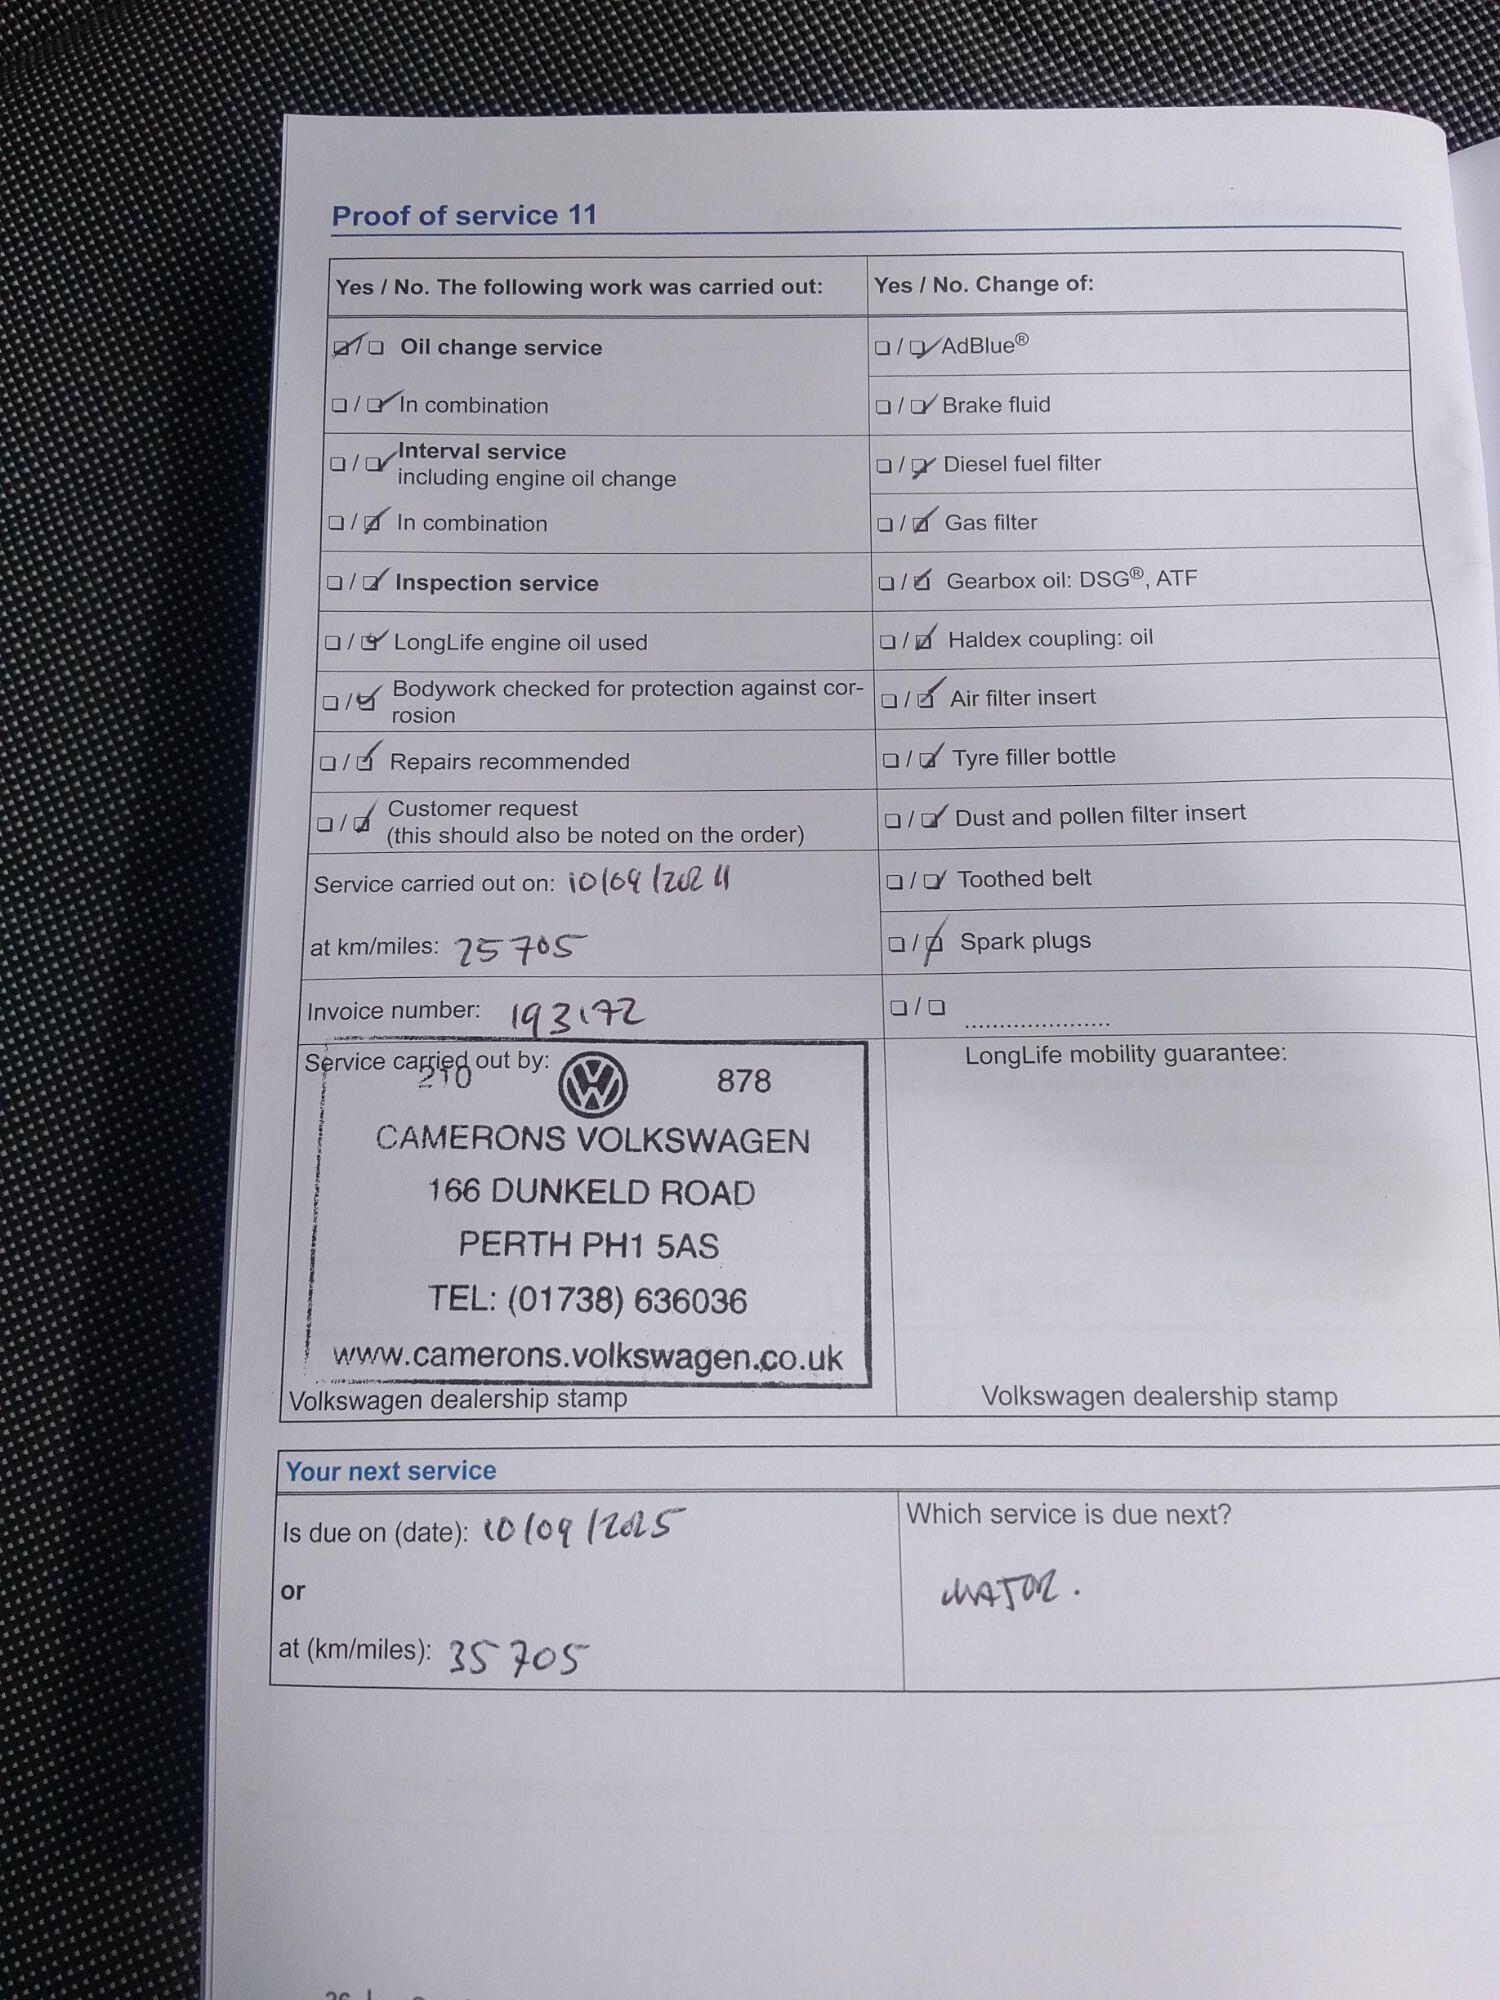 Proof of service 11
Yes / No. The following work was carried out:
Oil change service
In combination
Interval service
including engine oil change
In combination
Inspection service
LongLife engine oil used
Bodywork checked for protection against cor-
rosion
Repairs recommended
Customer request
(this should also be noted on the order)
Service carried out on: 10/09/2024
at km/miles: 25705
Invoice number: 193172
Yes / No. Change of:
AdBlue®
Brake fluid
Diesel fuel filter
Gas filter
Gearbox oil: DSG®, ATF
Haldex coupling: oil
Air filter insert
Tyre filler bottle
Dust and pollen filter insert
Toothed belt
Spark plugs
/ .....................
Service carried out by:
210 878
CAMERONS VOLKSWAGEN
166 DUNKELD ROAD
PERTH PH1 5AS
TEL: (01738) 636036
www.camerons.volkswagen.co.uk
Volkswagen dealership stamp
LongLife mobility guarantee:
Volkswagen dealership stamp
Your next service
Is due on (date): 10/09/2025
or
at (km/miles): 35705
Which service is due next?
MAJOR.